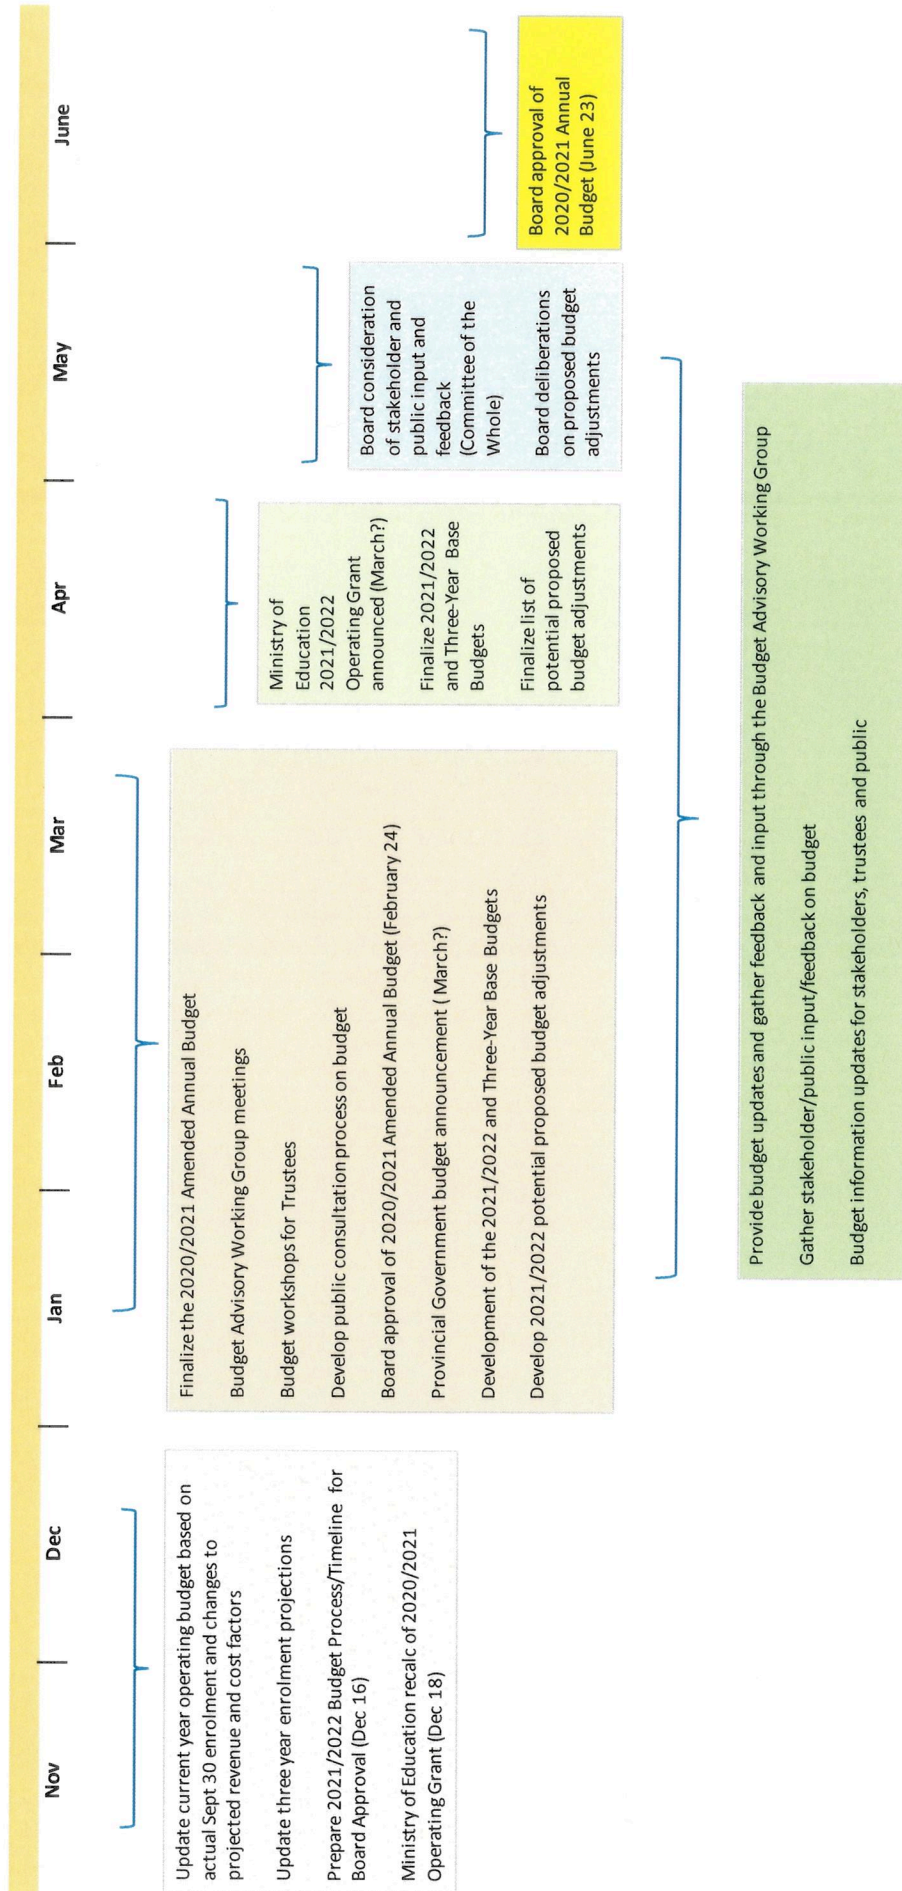 Nov
Dec
Jan
Feb
Mar
Apr
May
June
Update current year operating budget based on
actual Sept 30 enrolment and changes to
projected revenue and cost factors
Update three year enrolment projections
Prepare 2021/2022 Budget Process/Timeline for
Board Approval (Dec 16)
Ministry of Education recalc of 2020/2021
Operating Grant (Dec 18)
Finalize the 2020/2021 Amended Annual Budget
Budget Advisory Working Group meetings
Budget workshops for Trustees
Develop public consultation process on budget
Board approval of 2020/2021 Amended Annual Budget (February 24)
Provincial Government budget announcement ( March?)
Development of the 2021/2022 and Three-Year Base Budgets
Develop 2021/2022 potential proposed budget adjustments
Ministry of
Education
2021/2022
Operating Grant
announced (March?)
Finalize 2021/2022
and Three-Year Base
Budgets
Finalize list of
potential proposed
budget adjustments
Board consideration
of stakeholder and
public input and
feedback
(Committee of the
Whole)
Board deliberations
on proposed budget
adjustments
Board approval of
2020/2021 Annual
Budget (June 23)
Provide budget updates and gather feedback and input through the Budget Advisory Working Group
Gather stakeholder/public input/feedback on budget
Budget information updates for stakeholders, trustees and public